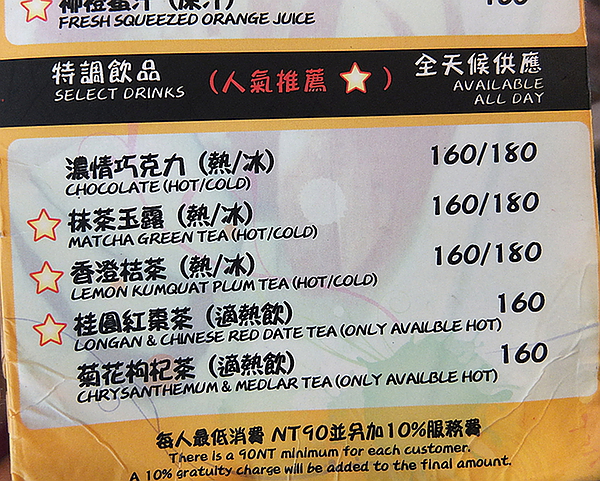 柳橙蜜汁（原汁）
FRESH SQUEEZED ORANGE JUICE
特調飲品 （人氣推薦 ★） 全天候供應
SELECT DRINKS AVAILABLE
ALL DAY
濃情巧克力（熱/冰） 160/180
CHOCOLATE (HOT/COLD)
抹茶玉露（熱/冰） 160/180
MATCHA GREEN TEA (HOT/COLD)
香澄桔茶（熱/冰） 160/180
LEMON KUMQUAT PLUM TEA (HOT/COLD)
桂圓紅棗茶（適熱飲） 160
LONGAN & CHINESE RED DATE TEA (ONLY AVAILBLE HOT)
菊花枸杞茶（適熱飲） 160
CHRYSANTHEMUM & MEDLAR TEA (ONLY AVAILBLE HOT)
每人最低消費 NT90並另加10%服務費
There is a 90NT minimum for each customer.
A 10% gratuity charge will be added to the final amount.